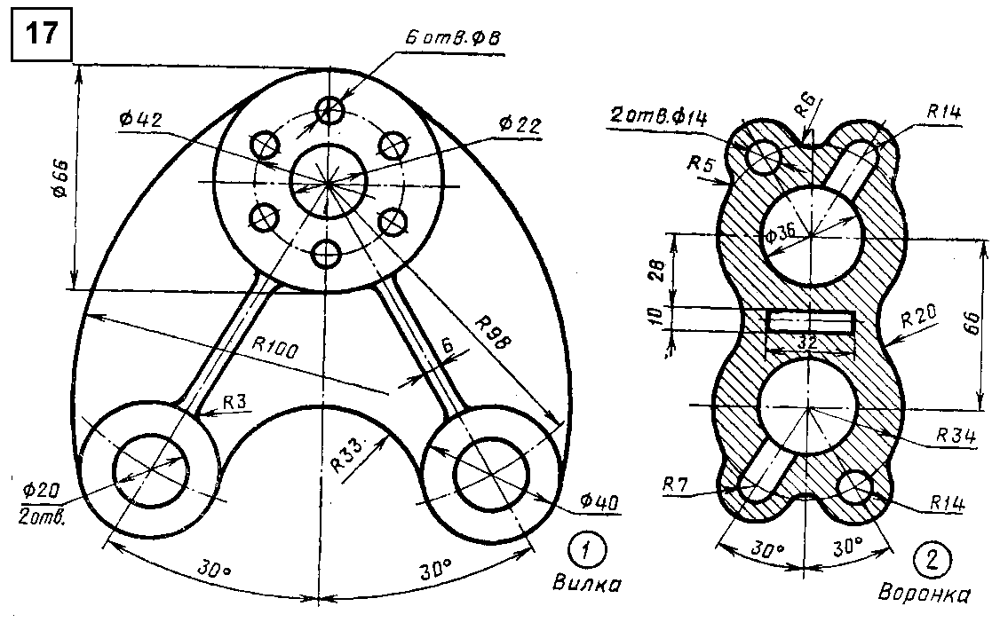 17
6 отв. Ф8
Ф42
Ф22
Ф66
R100
R98
6
R3
R33
Ф20
2отв.
Ф40
30°
30°
1
Вилка
2отв.Ф14
R6
R14
R5
Ф36
28
10
32
R20
66
R34
R7
R14
30°
30°
2
Воронка